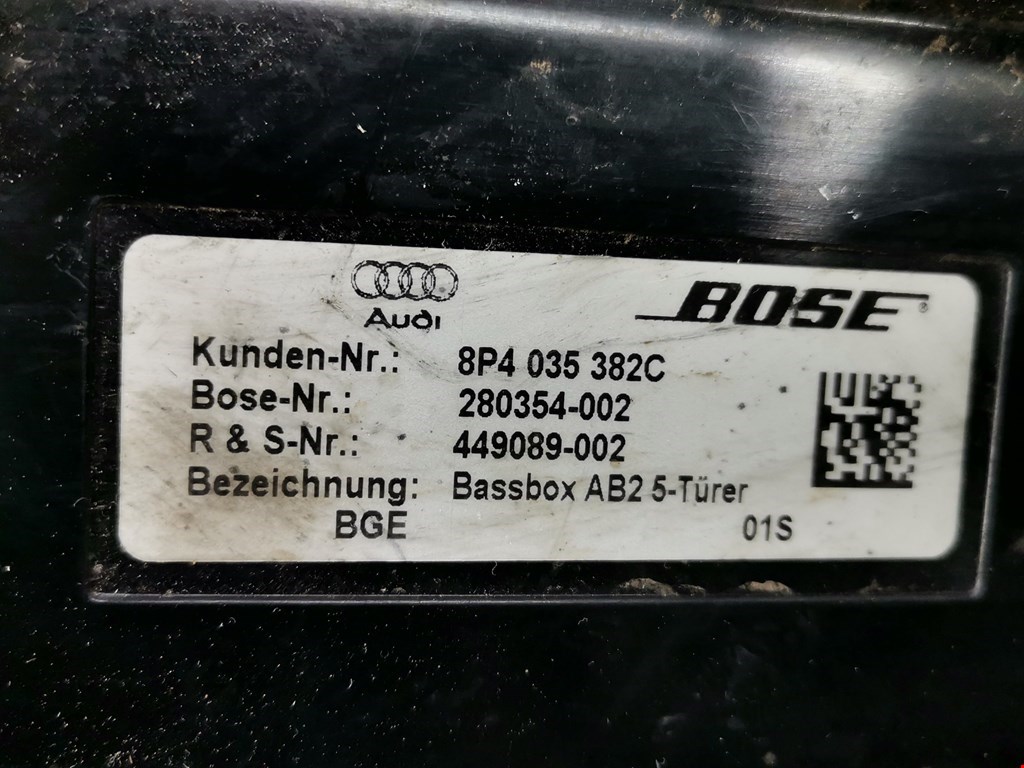 Audi
BOSE
Kunden-Nr.: 8P4 035 382C
Bose-Nr.: 280354-002
R & S-Nr.: 449089-002
Bezeichnung: Bassbox AB2 5-Türer
BGE 01S